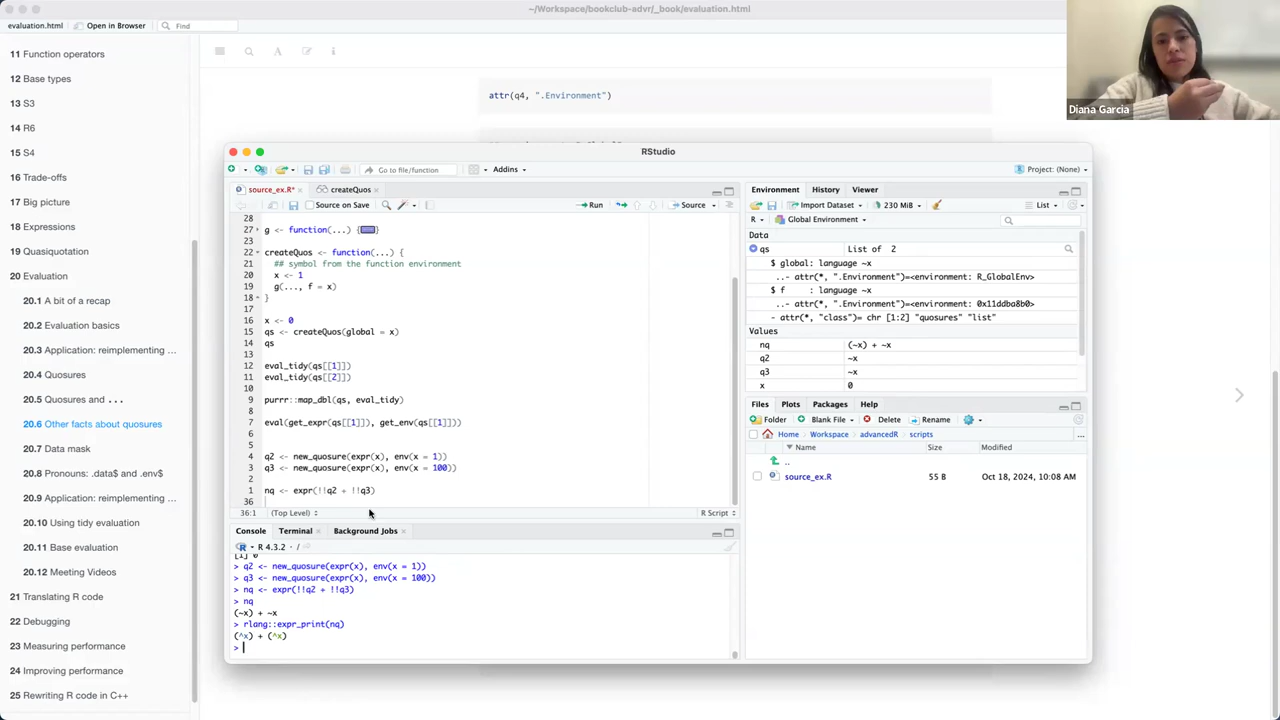 ~/Workspace/bookclub-advr/_book/evaluation.html
evaluation.html
Open in Browser
Find
11 Function operators
12 Base types
13 S3
14 R6
15 S4
16 Trade-offs
17 Big picture
18 Expressions
19 Quasiquotation
20 Evaluation
20.1 A bit of a recap
20.2 Evaluation basics
20.3 Application: reimplementing …
20.4 Quosures
20.5 Quosures and ...
20.6 Other facts about quosures
20.7 Data mask
20.8 Pronouns: .data$ and .env$
20.9 Application: reimplementing …
20.10 Using tidy evaluation
20.11 Base evaluation
20.12 Meeting Videos
21 Translating R code
22 Debugging
23 Measuring performance
24 Improving performance
25 Rewriting R code in C++
attr(q4, ".Environment")
Diana Garcia
RStudio
Go to file/function
Addins
Project: (None)
source_ex.R*
createQuos
Source on Save
Run
Source
28
27 g <- function(...) {
23
22 createQuos <- function(...) {
21 ## symbol from the function environment
20 x <- 1
19 g(..., f = x)
18 }
17
16 x <- 0
15 qs <- createQuos(global = x)
14 qs
13
12 eval_tidy(qs[[1]])
11 eval_tidy(qs[[2]])
10
9 purrr::map_dbl(qs, eval_tidy)
8
7 eval(get_expr(qs[[1]]), get_env(qs[[1]]))
6
5
4 q2 <- new_quosure(expr(x), env(x = 1))
3 q3 <- new_quosure(expr(x), env(x = 100))
2
1 nq <- expr(!!q2 + !!q3)
36
36:1
(Top Level)
R Script
Console
Terminal
Background Jobs
R 4.3.2 · /
[1] 0
> q2 <- new_quosure(expr(x), env(x = 1))
> q3 <- new_quosure(expr(x), env(x = 100))
> nq <- expr(!!q2 + !!q3)
> nq
(~x) + ~x
> rlang::expr_print(nq)
(^x) + (^x)
>
Environment
History
Viewer
Import Dataset
230 MiB
List
R
Global Environment
Data
qs List of 2
$ global: language ~x
..- attr(*, ".Environment")=<environment: R_GlobalEnv>
$ f : language ~x
..- attr(*, ".Environment")=<environment: 0x11ddba8b0>
- attr(*, "class")= chr [1:2] "quosures" "list"
Values
nq (~x) + ~x
q2 ~x
q3 ~x
x 0
Files
Plots
Packages
Help
Folder
Blank File
Delete
Rename
Home
Workspace
advancedR
scripts
...
Name
Size
Modified
..
source_ex.R
55 B
Oct 18, 2024, 10:08 AM